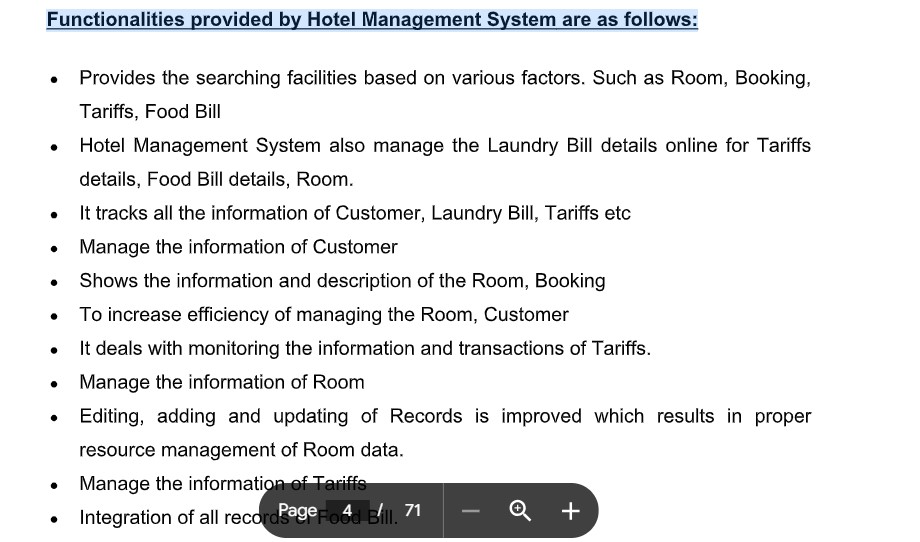 Functionalities provided by Hotel Management System are as follows:
• Provides the searching facilities based on various factors. Such as Room, Booking,
Tariffs, Food Bill
• Hotel Management System also manage the Laundry Bill details online for Tariffs
details, Food Bill details, Room.
• It tracks all the information of Customer, Laundry Bill, Tariffs etc
• Manage the information of Customer
• Shows the information and description of the Room, Booking
• To increase efficiency of managing the Room, Customer
• It deals with monitoring the information and transactions of Tariffs.
• Manage the information of Room
• Editing, adding and updating of Records is improved which results in proper
resource management of Room data.
• Manage the information of Tariffs
• Integration of all records of Food Bill.
Page 4 / 71